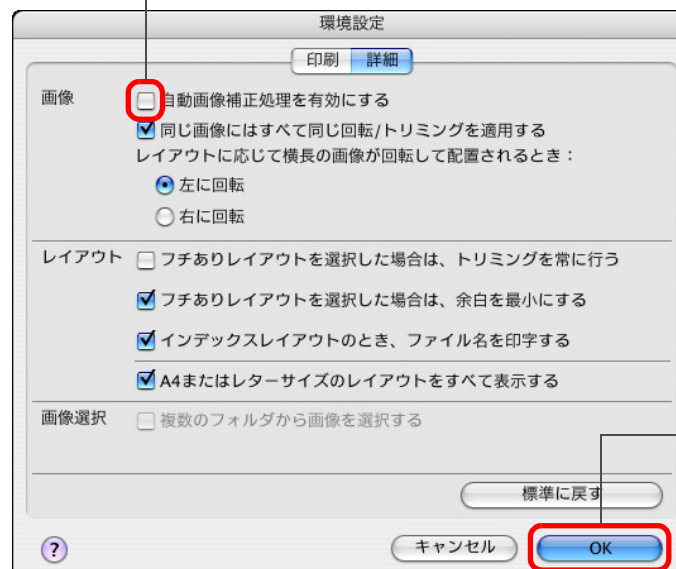 環境設定
印刷 詳細
画像 自動画像補正処理を有効にする
同じ画像にはすべて同じ回転/トリミングを適用する
レイアウトに応じて横長の画像が回転して配置されるとき：
左に回転
右に回転
レイアウト フチありレイアウトを選択した場合は、トリミングを常に行う
フチありレイアウトを選択した場合は、余白を最小にする
インデックスレイアウトのとき、ファイル名を印字する
A4またはレターサイズのレイアウトをすべて表示する
画像選択 複数のフォルダから画像を選択する
標準に戻す
? キャンセル OK